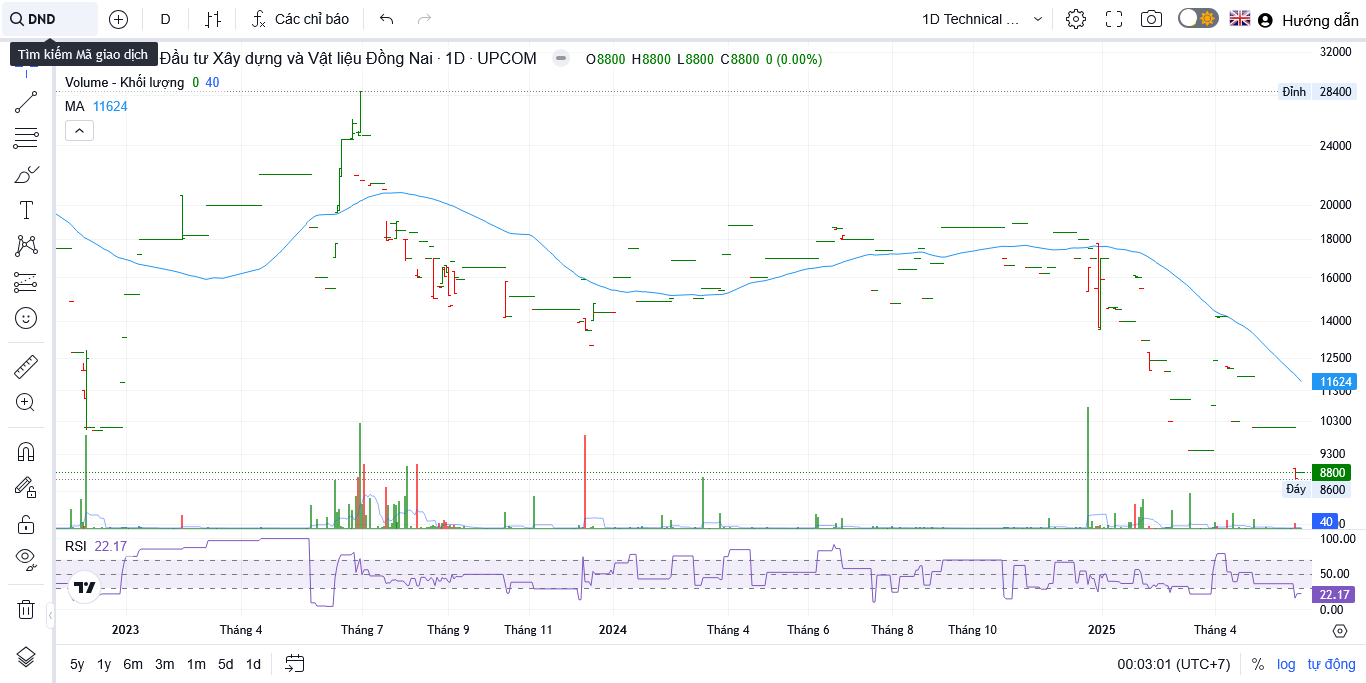 DND
D
Các chỉ báo
1D Technical ...
Hướng dẫn
Tìm kiếm Mã giao dịch
Đầu tư Xây dựng và Vật liệu Đồng Nai · 1D · UPCOM
O8800 H8800 L8800 C8800 0 (0.00%)
Volume - Khối lượng 0 40
MA 11624
32000
Đỉnh 28400
24000
20000
18000
16000
14000
12500
11624
11300
10300
9300
8800
Đáy 8600
40
RSI 22.17
100.00
50.00
22.17
0.00
2023 Tháng 4 Tháng 7 Tháng 9 Tháng 11 2024 Tháng 4 Tháng 6 Tháng 8 Tháng 10 2025 Tháng 4
5y 1y 6m 3m 1m 5d 1d
00:03:01 (UTC+7) % log tự động